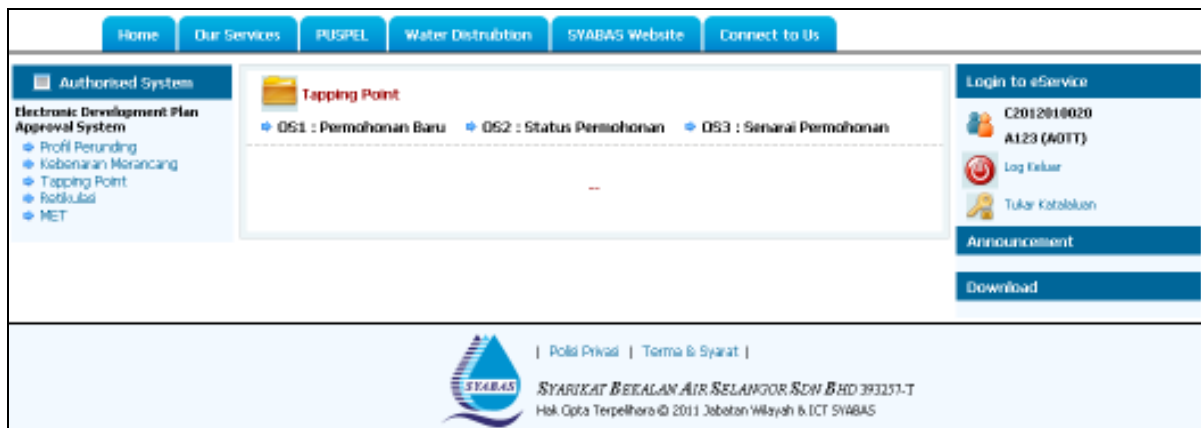 Home Our Services PUSPEL Water Distrubtion SYABAS Website Connect to Us
Authorised System
Electronic Development Plan
Approval System
Profil Perunding
Kebenaran Merancang
Tapping Point
Retikulasi
MET
Tapping Point
OS1 : Permohonan Baru OS2 : Status Permohonan OS3 : Senarai Permohonan
--
Login to eService
C2012010020
A123 (AOTT)
Log Keluar
Tukar Katalaluan
Announcement
Download
| Polisi Privasi | Terma & Syarat |
SYABAS
SYARIKAT BEKALAN AIR SELANGOR SDN BHD 393257-T
Hak Cipta Terpelihara © 2011 Jabatan Wilayah & ICT SYABAS